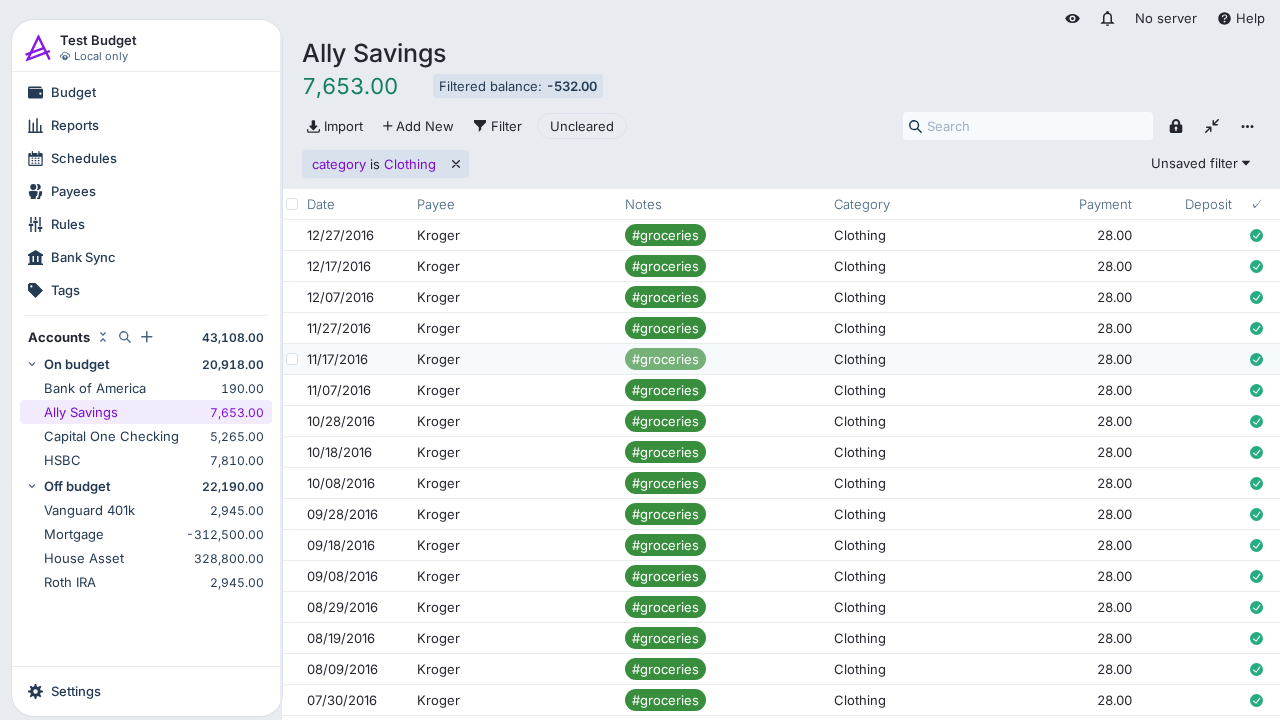 Test Budget
Local only
Budget
Reports
Schedules
Payees
Rules
Bank Sync
Tags
Accounts 43,108.00
On budget 20,918.00
Bank of America 190.00
Ally Savings 7,653.00
Capital One Checking 5,265.00
HSBC 7,810.00
Off budget 22,190.00
Vanguard 401k 2,945.00
Mortgage -312,500.00
House Asset 328,800.00
Roth IRA 2,945.00
Settings
No server Help
Ally Savings
7,653.00 Filtered balance: -532.00
Import Add New Filter Uncleared Search
category is Clothing Unsaved filter
Date Payee Notes Category Payment Deposit
12/27/2016 Kroger #groceries Clothing 28.00
12/17/2016 Kroger #groceries Clothing 28.00
12/07/2016 Kroger #groceries Clothing 28.00
11/27/2016 Kroger #groceries Clothing 28.00
11/17/2016 Kroger #groceries Clothing 28.00
11/07/2016 Kroger #groceries Clothing 28.00
10/28/2016 Kroger #groceries Clothing 28.00
10/18/2016 Kroger #groceries Clothing 28.00
10/08/2016 Kroger #groceries Clothing 28.00
09/28/2016 Kroger #groceries Clothing 28.00
09/18/2016 Kroger #groceries Clothing 28.00
09/08/2016 Kroger #groceries Clothing 28.00
08/29/2016 Kroger #groceries Clothing 28.00
08/19/2016 Kroger #groceries Clothing 28.00
08/09/2016 Kroger #groceries Clothing 28.00
07/30/2016 Kroger #groceries Clothing 28.00